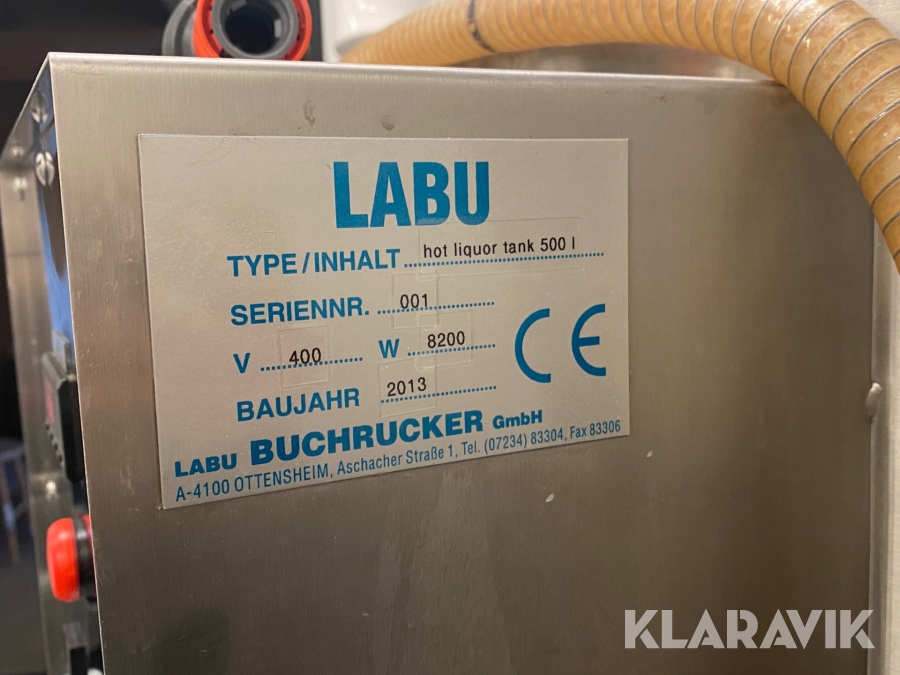 LABU
TYPE/INHALT hot liquor tank 500 l
SERIENNR. 001
V 400 W 8200 CE
BAUJAHR 2013
LABU BUCHRUCKER GmbH
A-4100 OTTENSHEIM, Aschacher Straße 1, Tel. (07234) 83304, Fax 83306
KLARAVIK